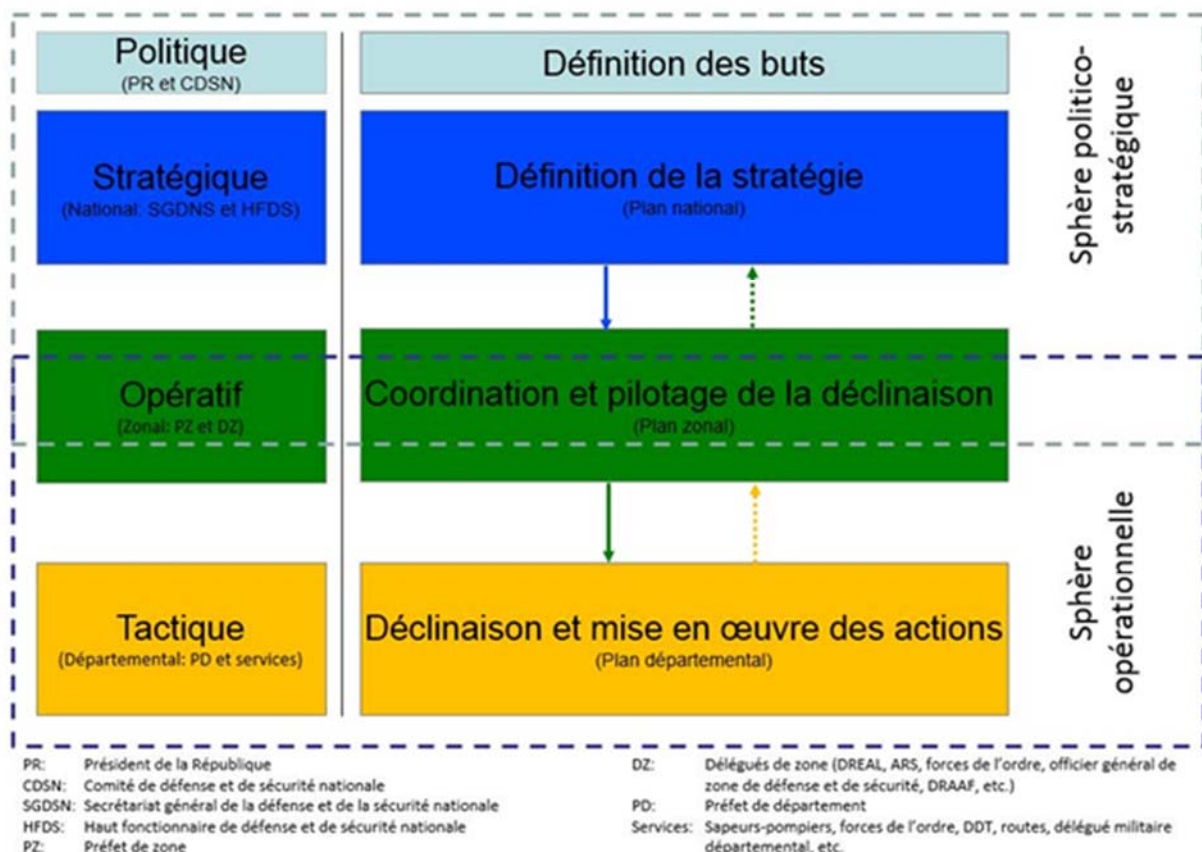 Politique
(PR et CDSN)
Définition des buts
Stratégique
(National: SGDNS et HFDS)
Définition de la stratégie
(Plan national)
Sphère politico-
stratégique
Opératif
(Zonal: PZ et DZ)
Coordination et pilotage de la déclinaison
(Plan zonal)
Tactique
(Départemental: PD et services)
Déclinaison et mise en œuvre des actions
(Plan départemental)
Sphère
opérationnelle
PR: Président de la République
CDSN: Comité de défense et de sécurité nationale
SGDSN: Secrétariat général de la défense et de la sécurité nationale
HFDS: Haut fonctionnaire de défense et de sécurité nationale
PZ: Préfet de zone
DZ: Délégués de zone (DREAL, ARS, forces de l'ordre, officier général de
zone de défense et de sécurité, DRAAF, etc.)
PD: Préfet de département
Services: Sapeurs-pompiers, forces de l'ordre, DDT, routes, délégué militaire
départemental, etc.